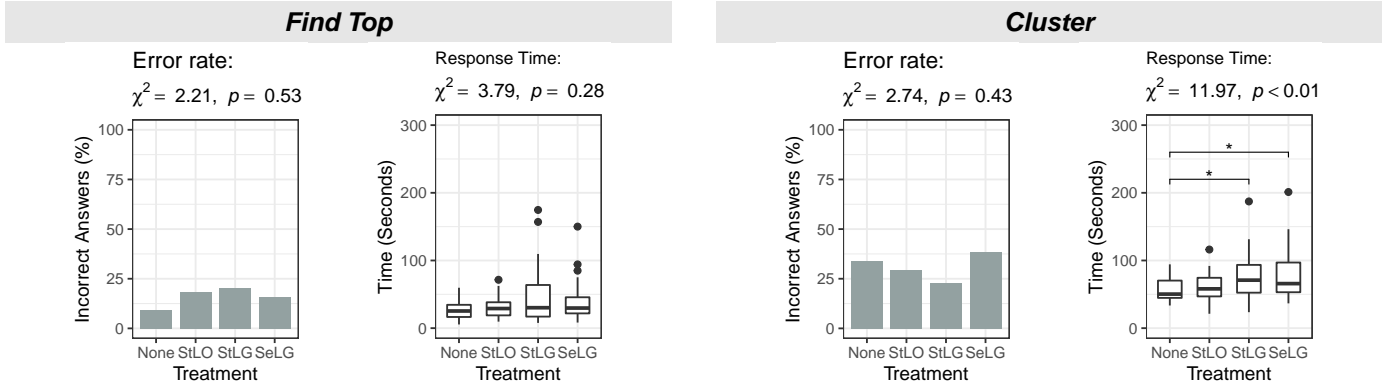 Find Top
Error rate:
χ² = 2.21, p = 0.53
100
75
50
25
0
Incorrect Answers (%)
None StLO StLG SeLG
Treatment
Response Time:
χ² = 3.79, p = 0.28
300
200
100
0
Time (Seconds)
None StLO StLG SeLG
Treatment
Cluster
Error rate:
χ² = 2.74, p = 0.43
100
75
50
25
0
Incorrect Answers (%)
None StLO StLG SeLG
Treatment
Response Time:
χ² = 11.97, p < 0.01
300
200
100
0
Time (Seconds)
*
*
None StLO StLG SeLG
Treatment